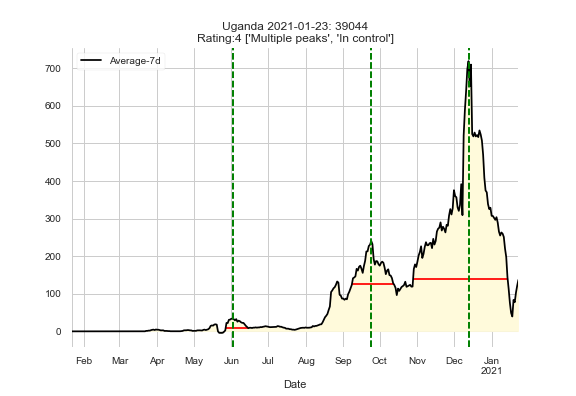 Uganda 2021-01-23: 39044
Rating:4 ['Multiple peaks', 'In control']
Average-7d
700
600
500
400
300
200
100
0
Feb Mar Apr May Jun Jul Aug Sep Oct Nov Dec Jan
2021
Date